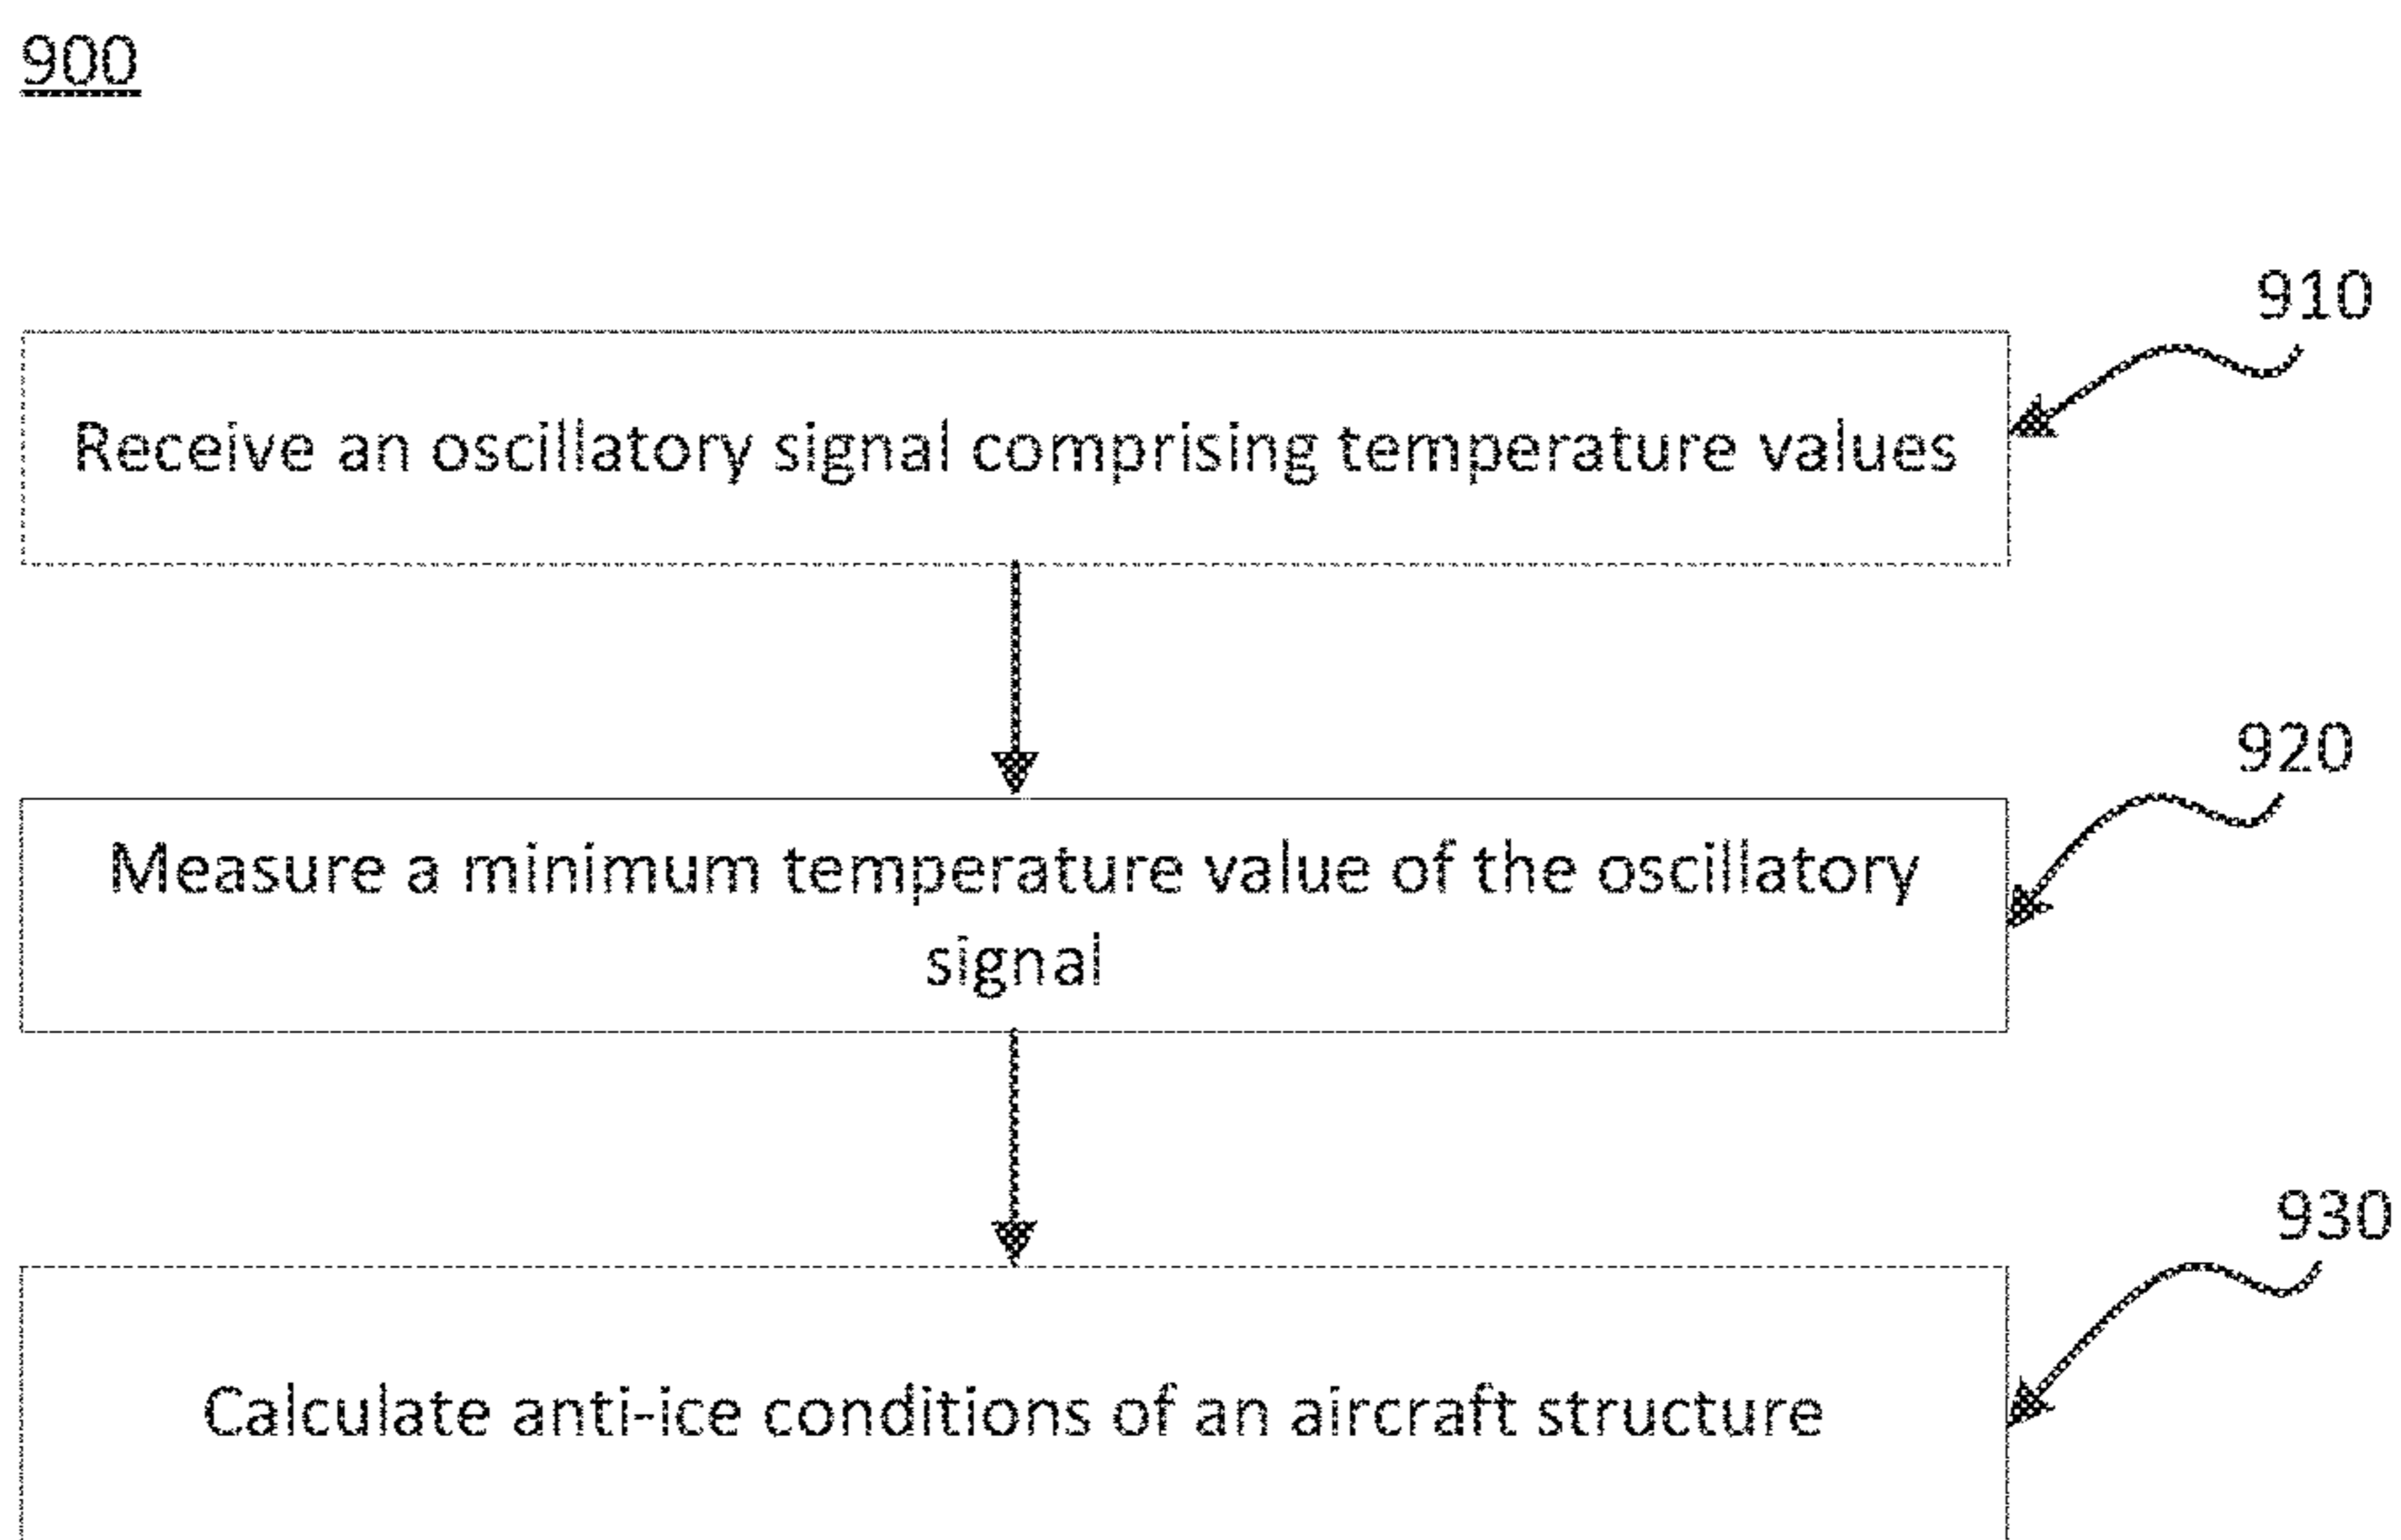 900
910
Receive an oscillatory signal comprising temperature values
920
Measure a minimum temperature value of the oscillatory
signal
930
Calculate anti-ice conditions of an aircraft structure